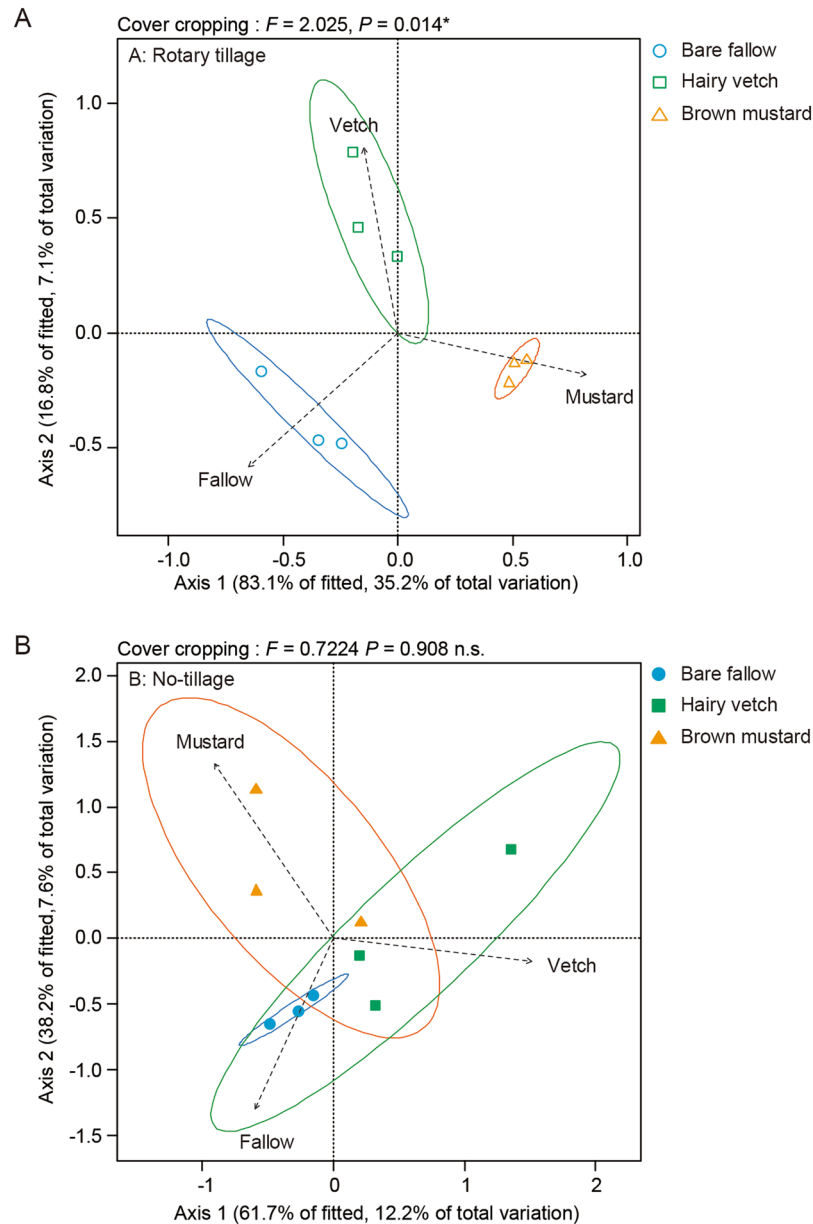 A
Cover cropping : F = 2.025, P = 0.014*
A: Rotary tillage
Bare fallow
Hairy vetch
Brown mustard
Vetch
Mustard
Fallow
1.0
0.5
0.0
-0.5
Axis 2 (16.8% of fitted, 7.1% of total variation)
-1.0 -0.5 0.0 0.5 1.0
Axis 1 (83.1% of fitted, 35.2% of total variation)
B
Cover cropping : F = 0.7224 P = 0.908 n.s.
B: No-tillage
Bare fallow
Hairy vetch
Brown mustard
Mustard
Vetch
Fallow
2.0
1.5
1.0
0.5
0.0
-0.5
-1.0
-1.5
Axis 2 (38.2% of fitted,7.6% of total variation)
-1 0 1 2
Axis 1 (61.7% of fitted, 12.2% of total variation)